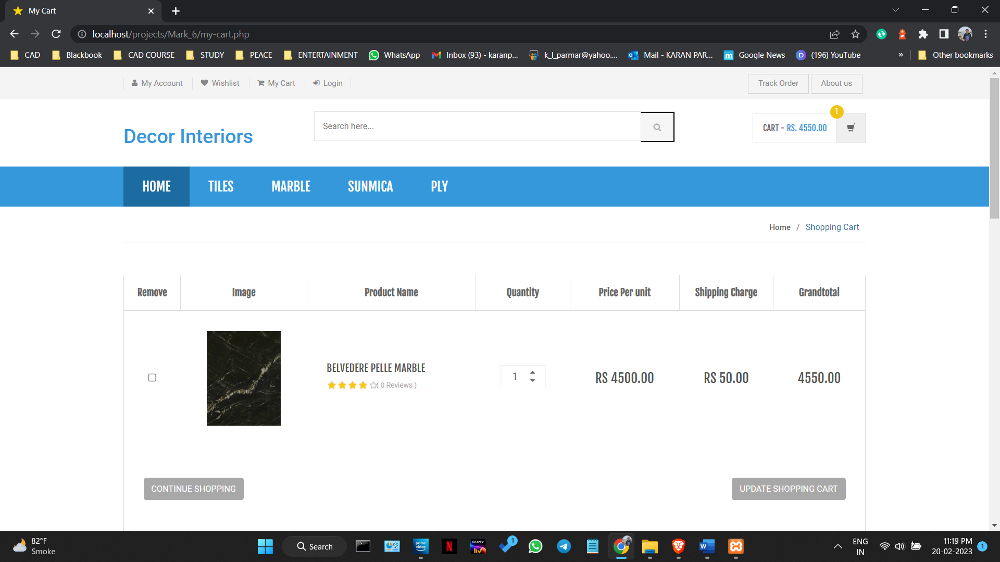 My Cart
localhost/projects/Mark_6/my-cart.php
CAD Blackbook CAD COURSE STUDY PEACE ENTERTAINMENT WhatsApp Inbox (93) - karanp... k_l_parmar@yahoo.... Mail - KARAN PAR... Google News (196) YouTube » Other bookmarks
My Account Wishlist My Cart Login Track Order About us
1
Search here...
CART - RS. 4550.00
Decor Interiors
HOME TILES MARBLE SUNMICA PLY
Home / Shopping Cart
Remove Image Product Name Quantity Price Per unit Shipping Charge Grandtotal
BELVEDERE PELLE MARBLE
( 0 Reviews )
1 RS 4500.00 RS 50.00 4550.00
CONTINUE SHOPPING UPDATE SHOPPING CART
82°F
Smoke
Search
prime video
N
SONY liv
1
W
ENG
IN
11:19 PM
20-02-2023
1